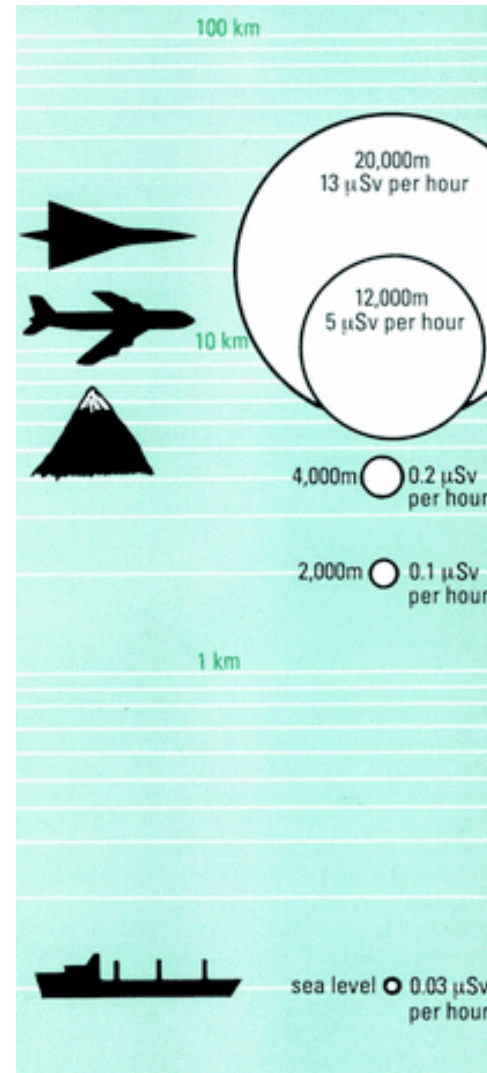 100 km
20,000m
13 µSv per hour
12,000m
5 µSv per hour
10 km
4,000m 0.2 µSv
per hour
2,000m 0.1 µSv
per hour
1 km
sea level 0.03 µSv
per hour